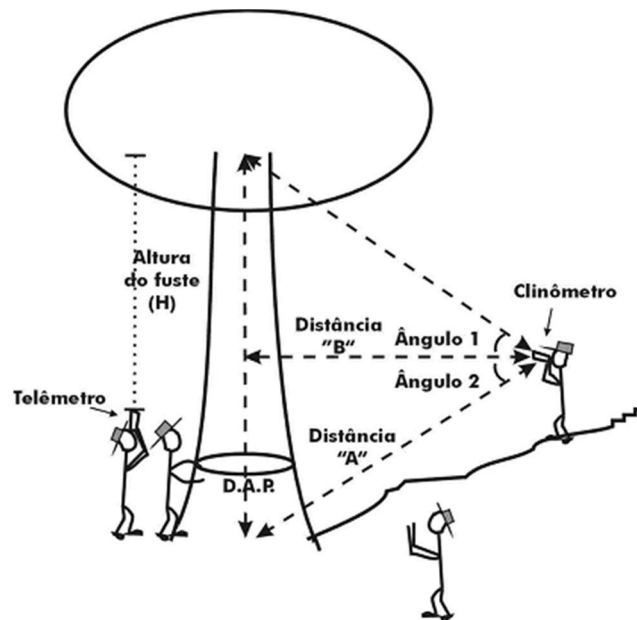 Altura
do fuste
(H)
Telêmetro
Distância
"B"
Ângulo 1
Ângulo 2
Clinômetro
Distância
"A"
D.A.P.